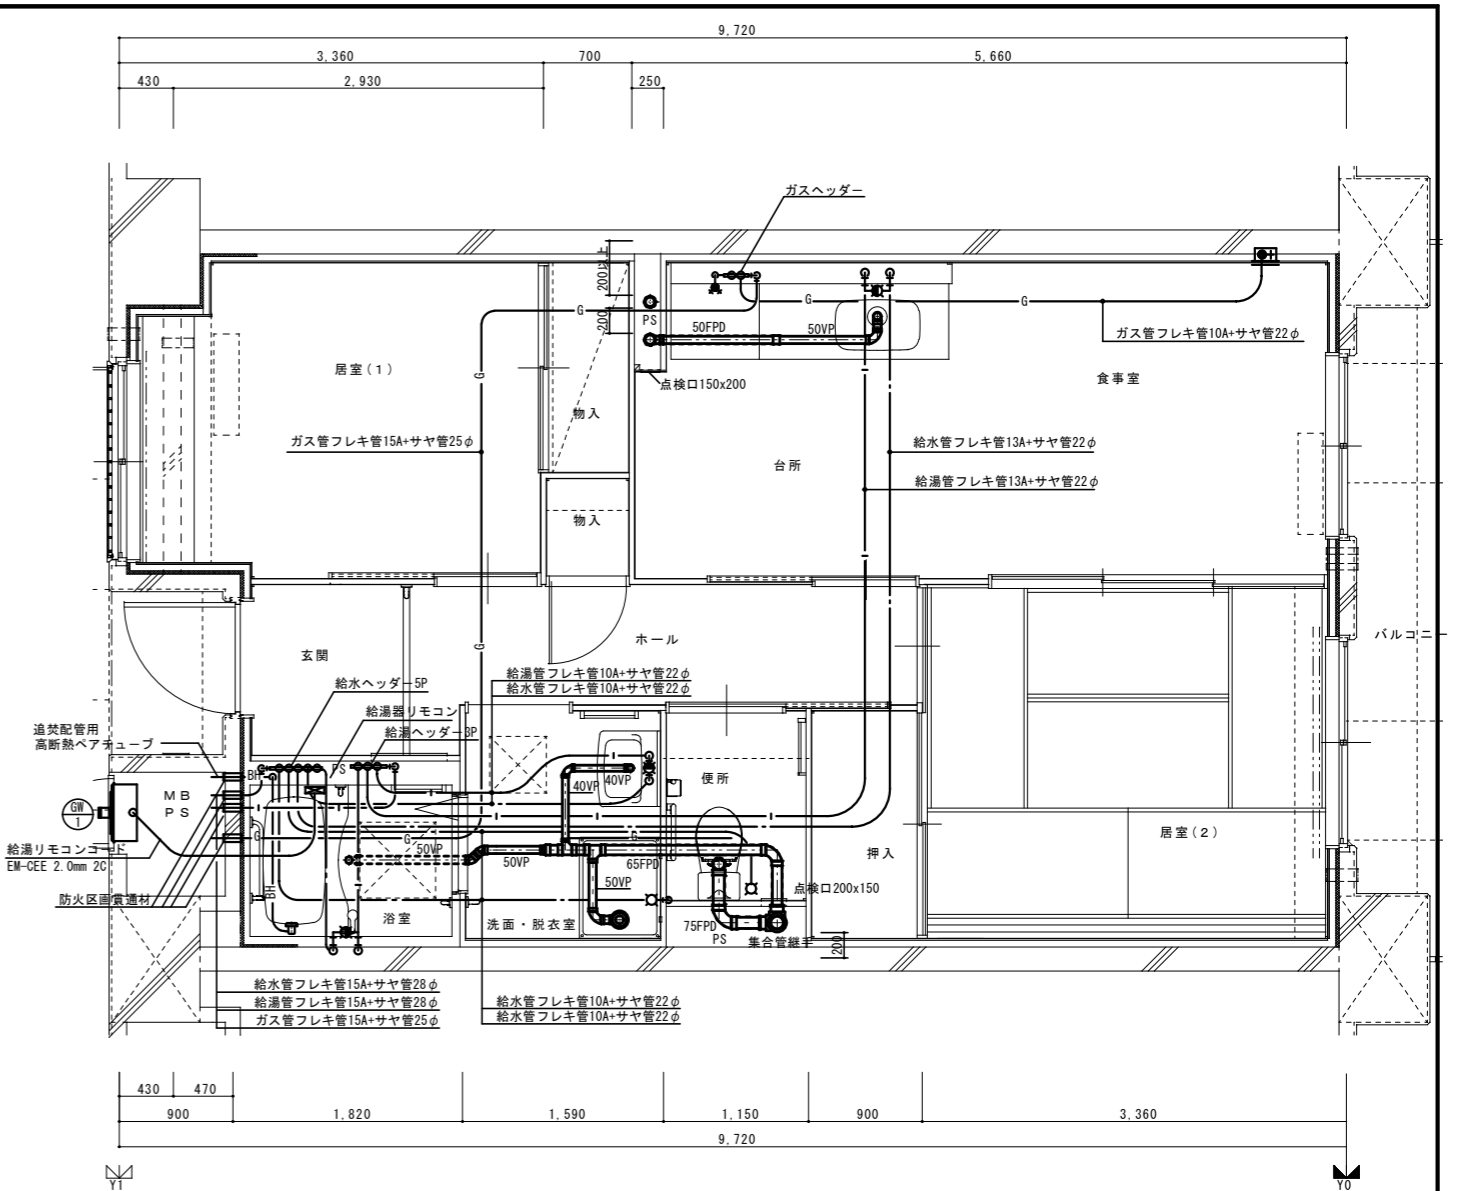 9,720
3,360
700
5,660
430
2,930
250
ガスヘッダー
200以上
G
G
G
200
PS
50FPD
50VP
ガス管フレキ管10A+サヤ管22φ
居室(1)
G
点検口150x200
食事室
物入
ガス管フレキ管15A+サヤ管25φ
給水管フレキ管13A+サヤ管22φ
台所
給湯管フレキ管13A+サヤ管22φ
物入
バルコニー
ホール
G
玄関
給湯管フレキ管10A+サヤ管22φ
給水管フレキ管10A+サヤ管22φ
給水ヘッダー5P
給湯器リモコン
給湯ヘッダー3P
追焚配管用
高断熱ペアチューブ
BH
PS
40VP
40VP
便所
MB
PS
GW
1
G
G
G
居室(2)
給湯リモコンコード
EM-CEE 2.0mm 2C
50VP
50VP
65FPD
押入
50VP
BH
点検口200x150
防火区画貫通材
浴室
洗面・脱衣室
75FPD
PS
集合管継手
200
給水管フレキ管15A+サヤ管28φ
給湯管フレキ管15A+サヤ管28φ
ガス管フレキ管15A+サヤ管25φ
給水管フレキ管10A+サヤ管22φ
給水管フレキ管10A+サヤ管22φ
430
470
900
1,820
1,590
1,150
900
3,360
9,720
Y1
Y0